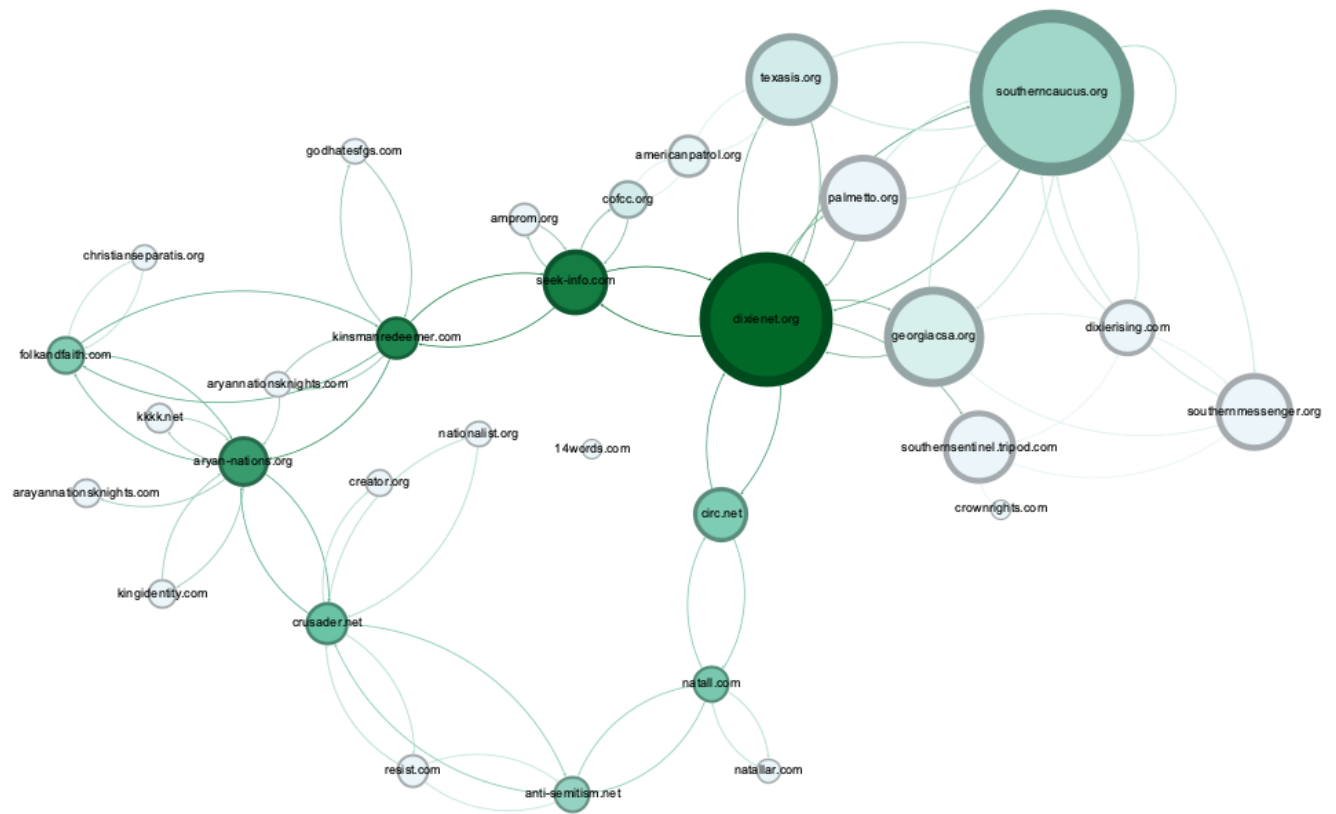 texasis.org
southerncaucus.org
godhatesfgs.com
americanpatrol.org
palmetto.org
cofcc.org
amprom.org
christianseparatis.org
seek-info.com
dixienet.org
dixierising.com
kinsmanredeemer.com
georgiacsa.org
folkandfaith.com
aryannationsknights.com
southernmessenger.org
kkkk.net
nationalist.org
14words.com
southernsentinel.tripod.com
aryan-nations.org
creator.org
arayannationsknights.com
crownrights.com
circ.net
kingidentity.com
crusader.net
natall.com
resist.com
natallar.com
anti-semitism.net